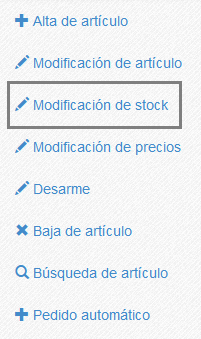 Alta de artículo
Modificación de artículo
Modificación de stock
Modificación de precios
Desarme
Baja de artículo
Búsqueda de artículo
Pedido automático